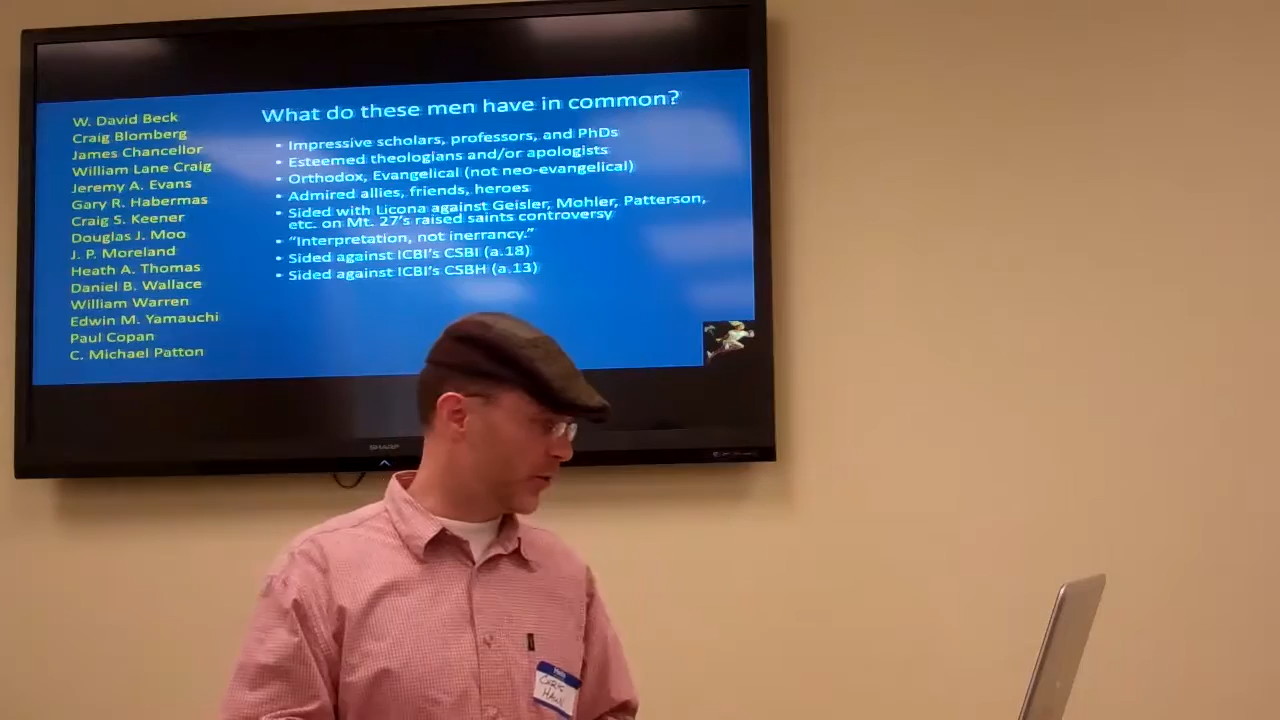 W. David Beck
Craig Blomberg
James Chancellor
William Lane Craig
Jeremy A. Evans
Gary R. Habermas
Craig S. Keener
Douglas J. Moo
J. P. Moreland
Heath A. Thomas
Daniel B. Wallace
William Warren
Edwin M. Yamauchi
Paul Copan
C. Michael Patton
What do these men have in common?
• Impressive scholars, professors, and PhDs
• Esteemed theologians and/or apologists
• Orthodox, Evangelical (not neo-evangelical)
• Admired allies, friends, heroes
• Sided with Licona against Geisler, Mohler, Patterson,
etc. on Mt. 27's raised saints controversy
• “Interpretation, not inerrancy.”
• Sided against ICBI's CSBI (a.18)
• Sided against ICBI's CSBH (a.13)
SHARP
Hello
CHRIS